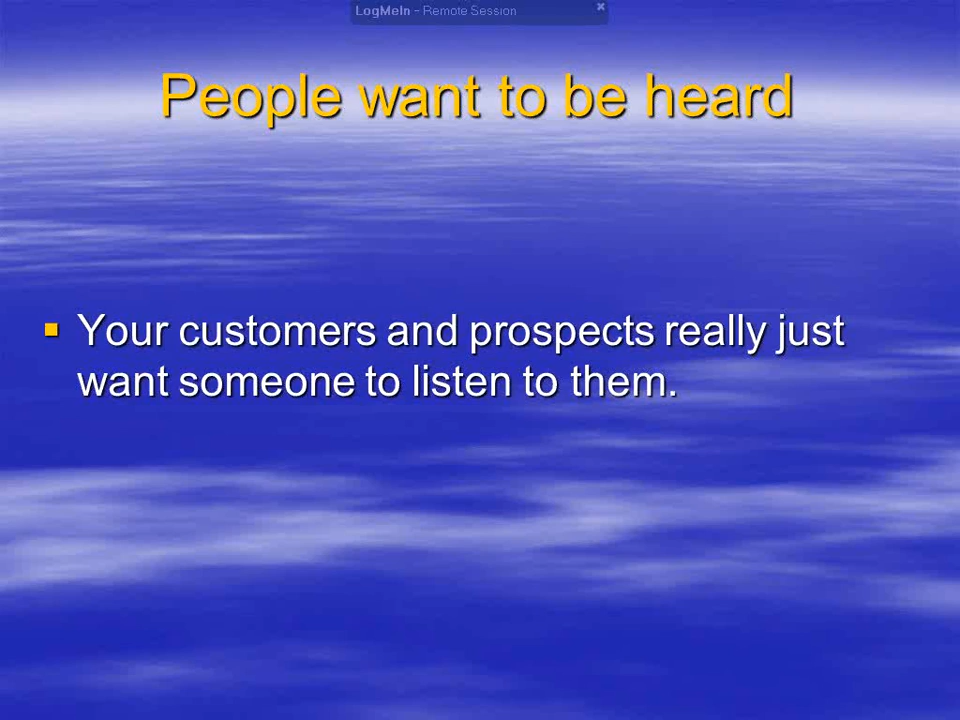 LogMeIn - Remote Session
People want to be heard
Your customers and prospects really just
want someone to listen to them.